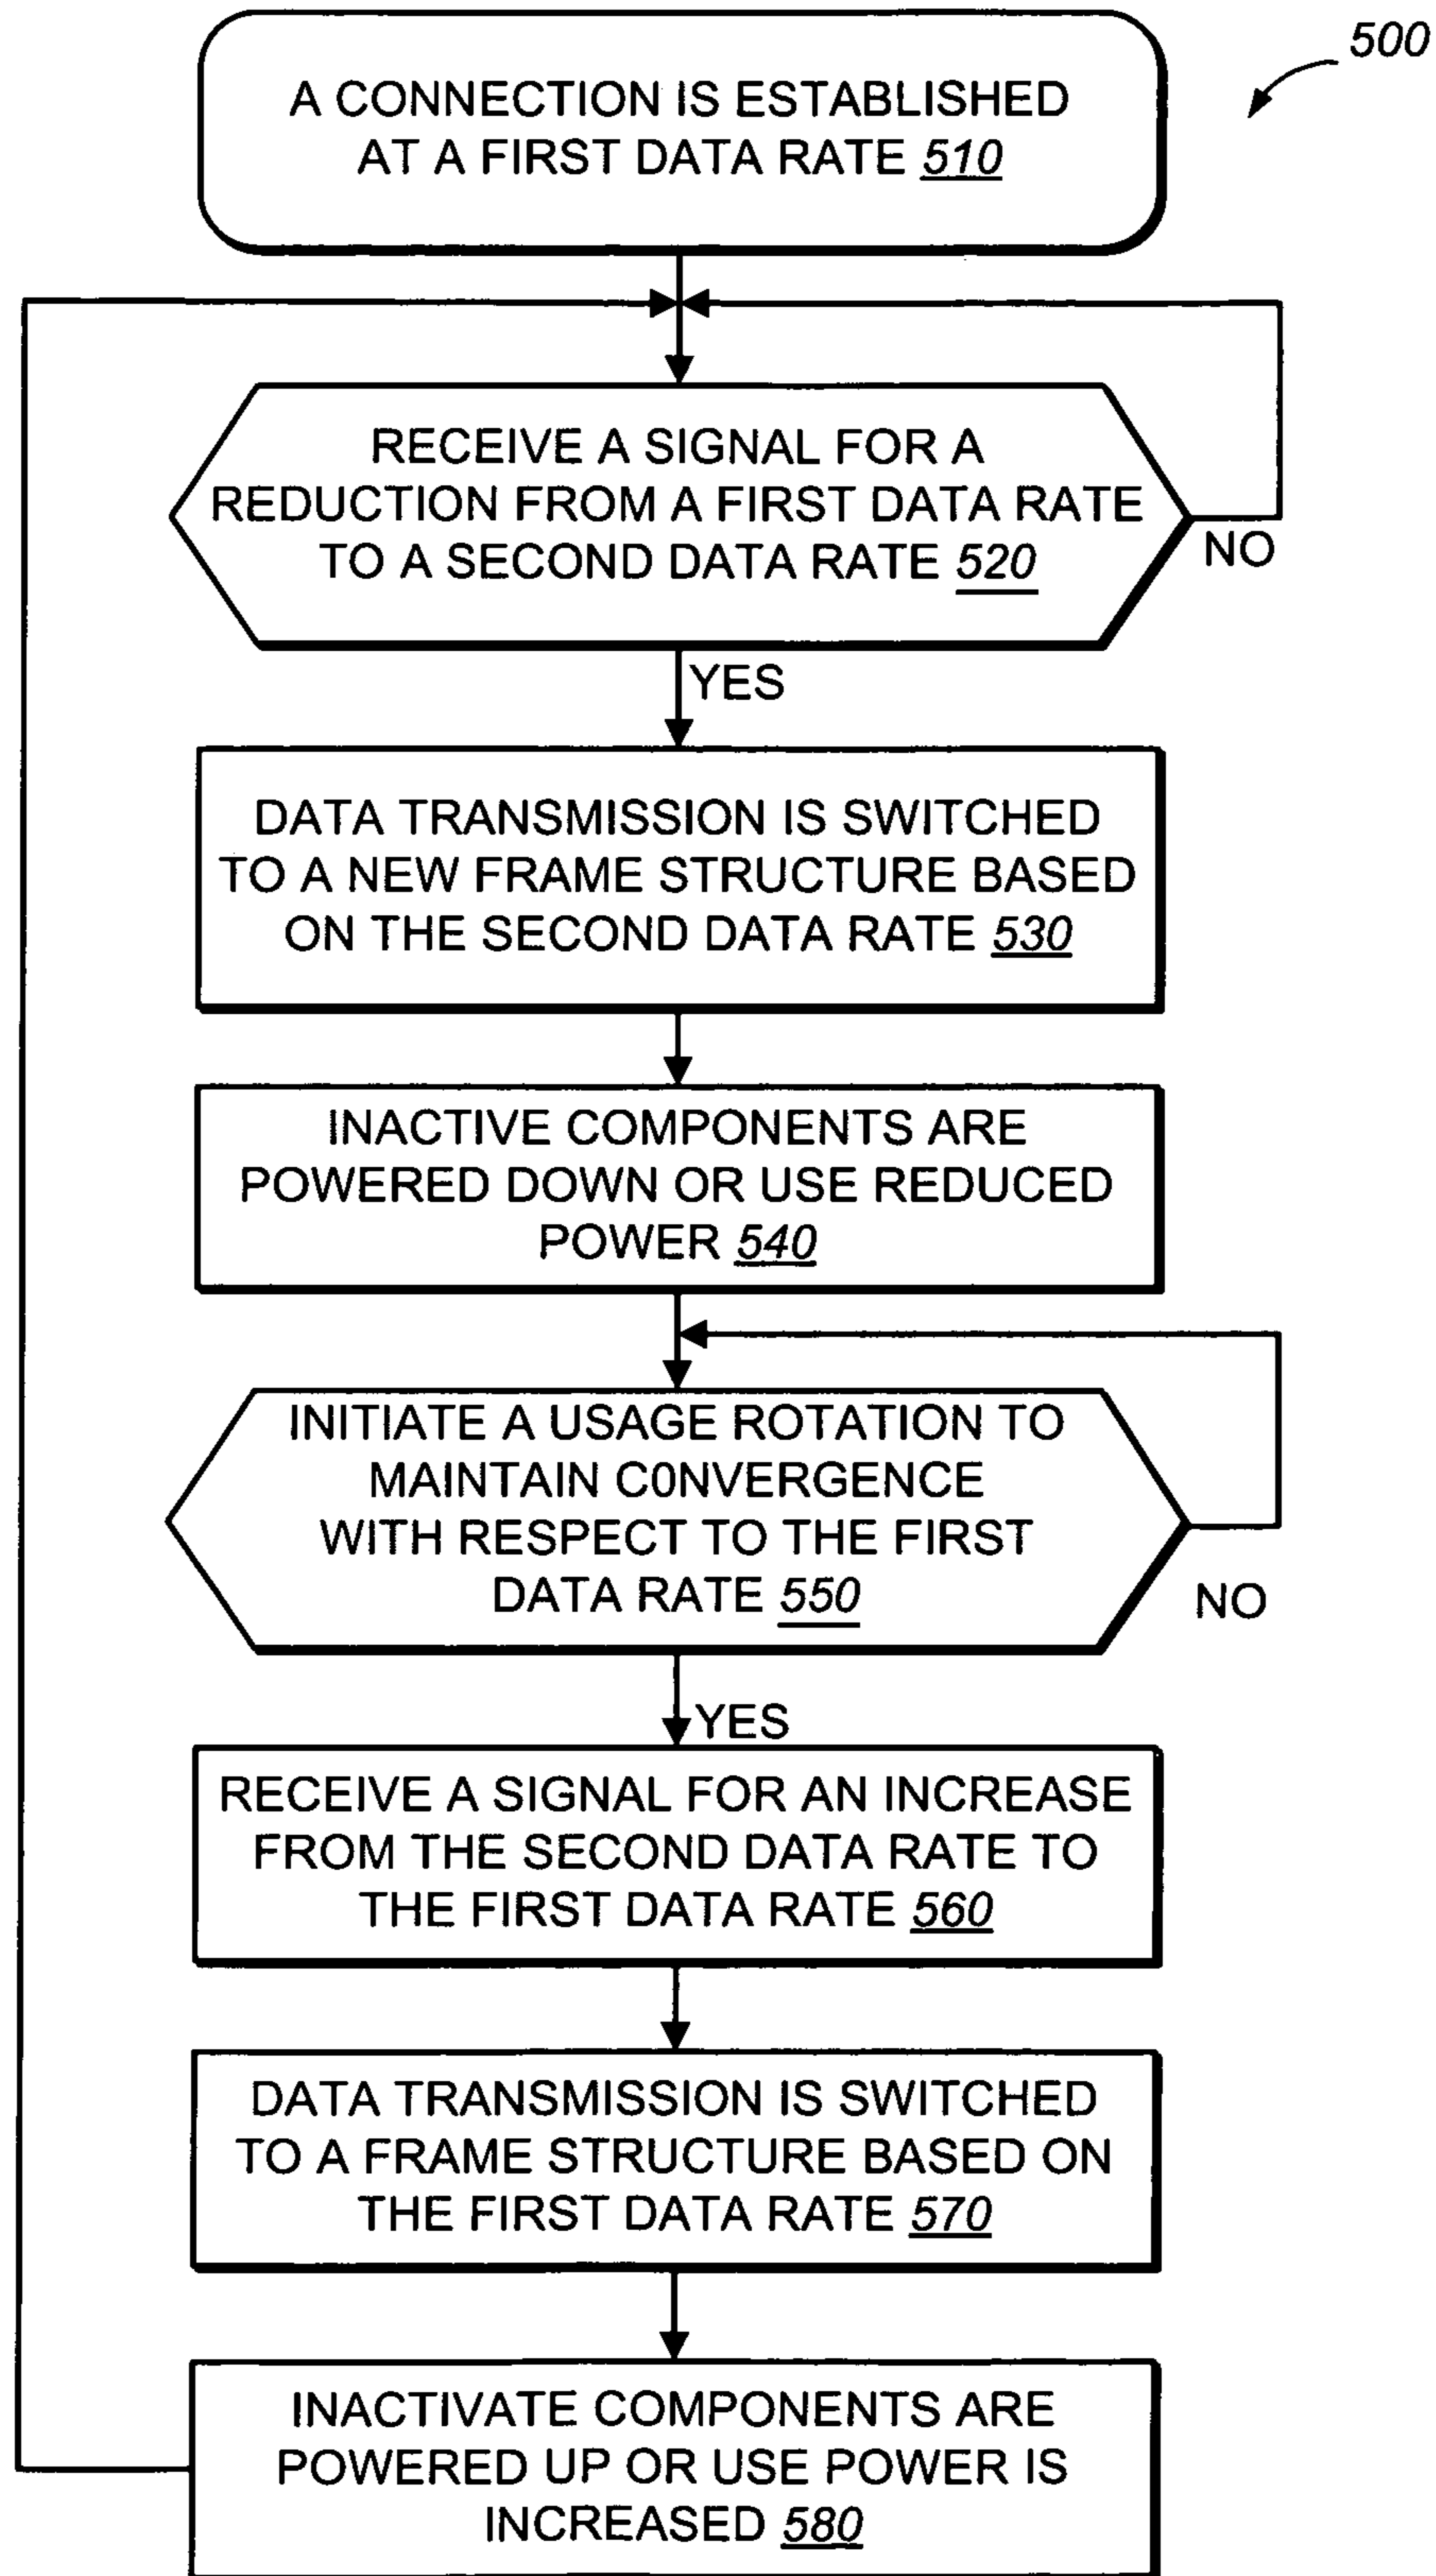 500
A CONNECTION IS ESTABLISHED
AT A FIRST DATA RATE 510
RECEIVE A SIGNAL FOR A
REDUCTION FROM A FIRST DATA RATE
TO A SECOND DATA RATE 520
NO
YES
DATA TRANSMISSION IS SWITCHED
TO A NEW FRAME STRUCTURE BASED
ON THE SECOND DATA RATE 530
INACTIVE COMPONENTS ARE
POWERED DOWN OR USE REDUCED
POWER 540
INITIATE A USAGE ROTATION TO
MAINTAIN C0NVERGENCE
WITH RESPECT TO THE FIRST
DATA RATE 550
NO
YES
RECEIVE A SIGNAL FOR AN INCREASE
FROM THE SECOND DATA RATE TO
THE FIRST DATA RATE 560
DATA TRANSMISSION IS SWITCHED
TO A FRAME STRUCTURE BASED ON
THE FIRST DATA RATE 570
INACTIVATE COMPONENTS ARE
POWERED UP OR USE POWER IS
INCREASED 580